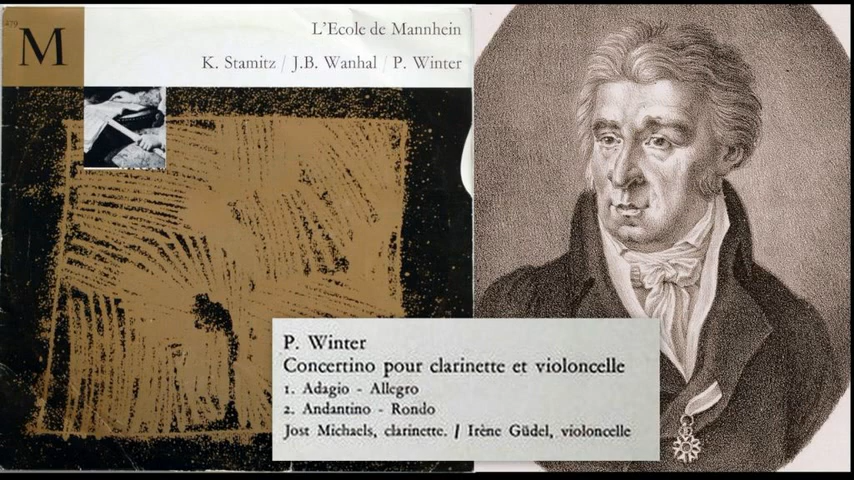 M
L'Ecole de Mannhein
K. Stamitz / J.B. Wanhal / P. Winter
P. Winter
Concertino pour clarinette et violoncelle
1. Adagio - Allegro
2. Andantino - Rondo
Jost Michaels, clarinette. / Irène Güdel, violoncelle